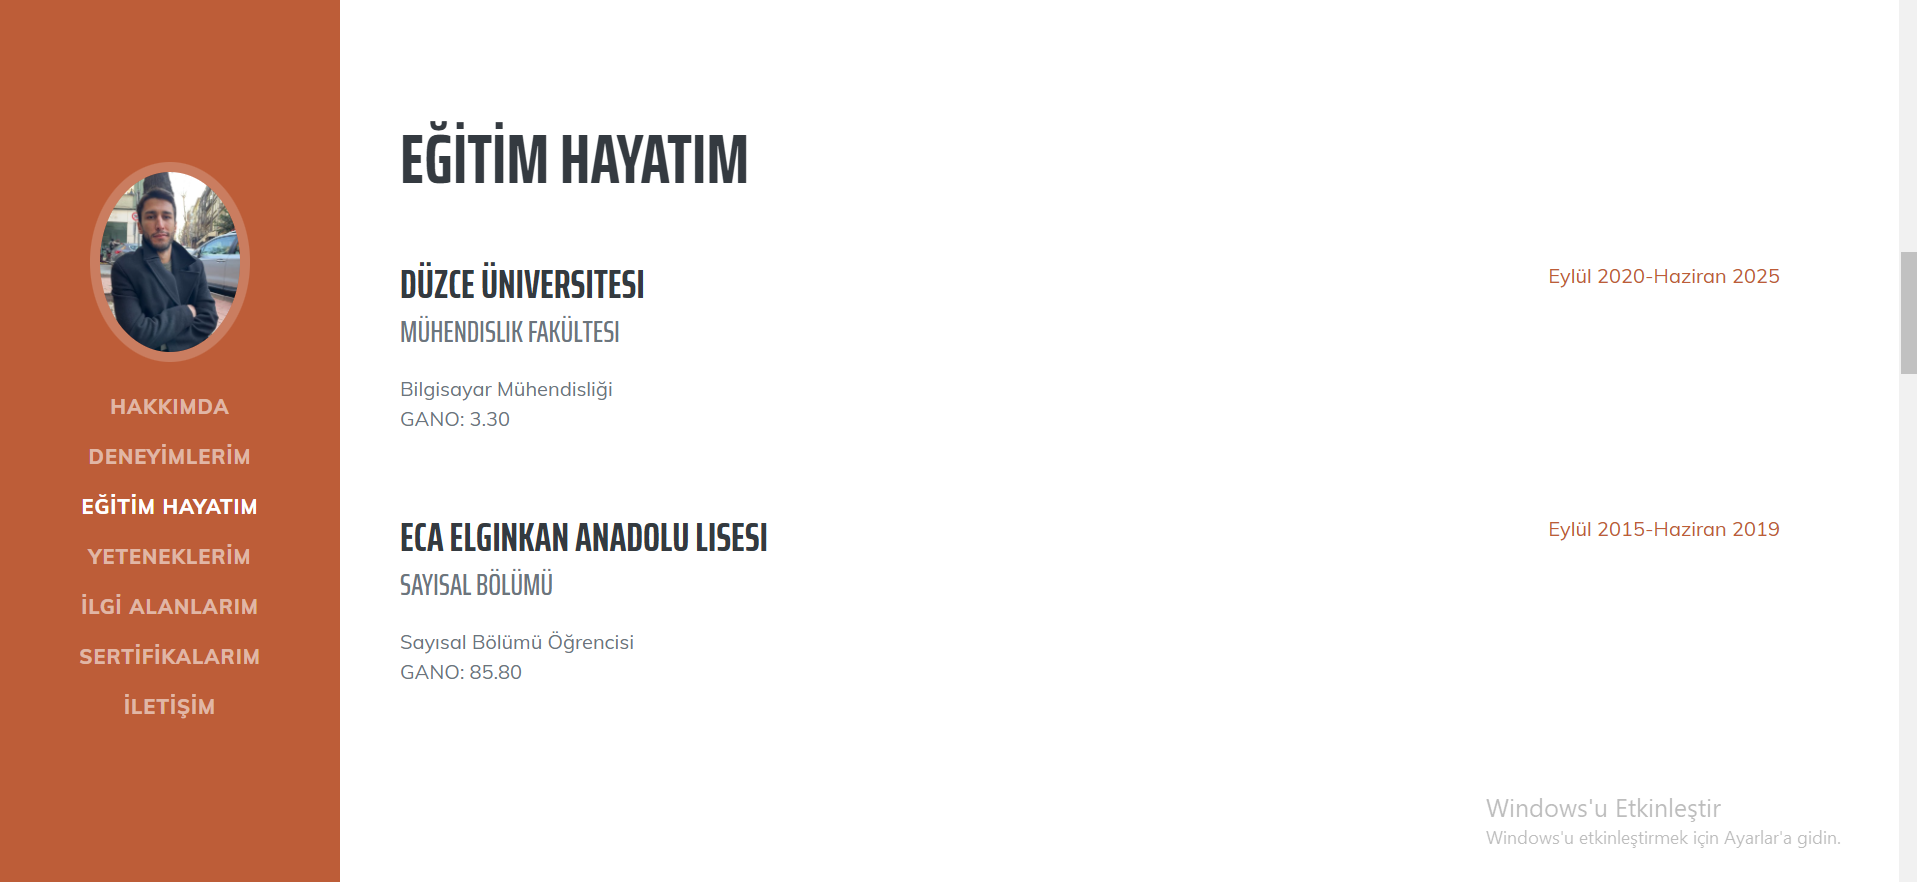 HAKKIMDA
DENEYİMLERİM
EĞİTİM HAYATIM
YETENEKLERİM
İLGİ ALANLARIM
SERTİFİKALARIM
İLETİŞİM
EĞİTİM HAYATIM
DÜZCE ÜNIVERSITESI
Eylül 2020-Haziran 2025
MÜHENDISLIK FAKÜLTESI
Bilgisayar Mühendisliği
GANO: 3.30
ECA ELGINKAN ANADOLU LISESI
Eylül 2015-Haziran 2019
SAYISAL BÖLÜMÜ
Sayısal Bölümü Öğrencisi
GANO: 85.80
Windows'u Etkinleştir
Windows'u etkinleştirmek için Ayarlar'a gidin.